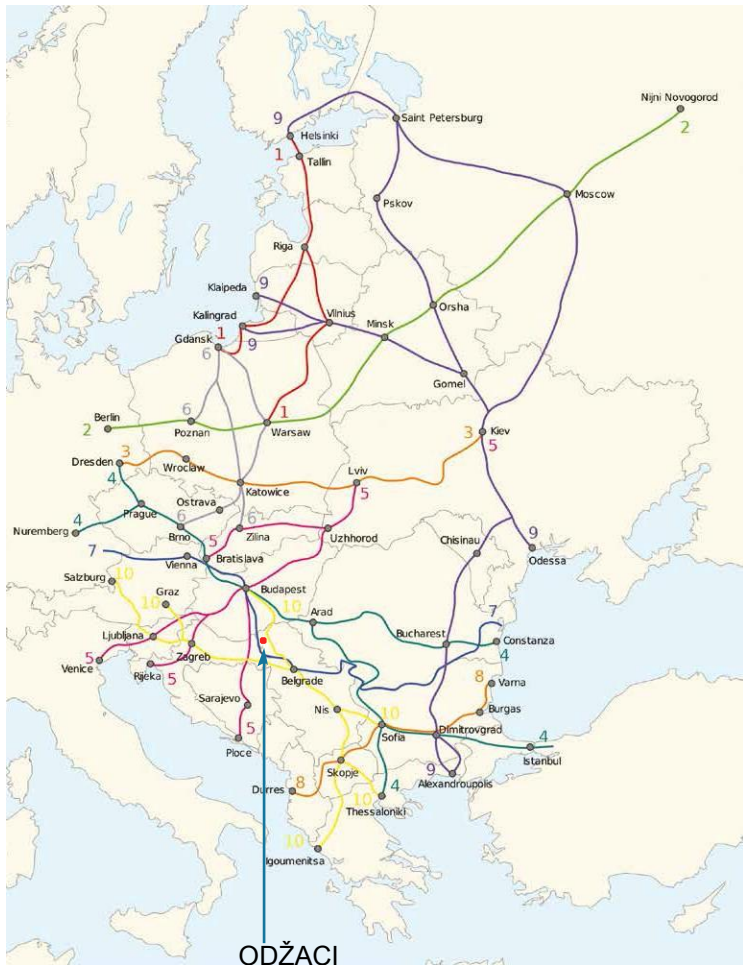 Nijni Novogorod
2
9
Saint Petersburg
Helsinki
1
Tallin
Moscow
Pskov
Riga
Klaipeda
9
Orsha
Kalingrad
Vilnius
Minsk
1
Gdansk
6
9
Gomel
Berlin
6
1
2
Poznan
Warsaw
3
Kiev
5
Dresden
3
Wroclaw
Lviv
4
Katowice
5
Ostrava
4
Prague
6
6
Nuremberg
Brno
Zilina
Uzhhorod
Chisinau
9
5
7
Vienna
Bratislava
Odessa
Salzburg
10
Graz
Budapest
10
10
Arad
7
Ljubljana
Bucharest
Constanza
4
Zagreb
Venice
5
Rijeka
5
Belgrade
8
Varna
Sarajevo
Nis
10
Burgas
5
Sofia
Dimitrovgrad
4
Ploce
Istanbul
Skopje
9
Alexandroupolis
Durres
8
10
4
Thessaloniki
10
Igoumenitsa
ODŽACI